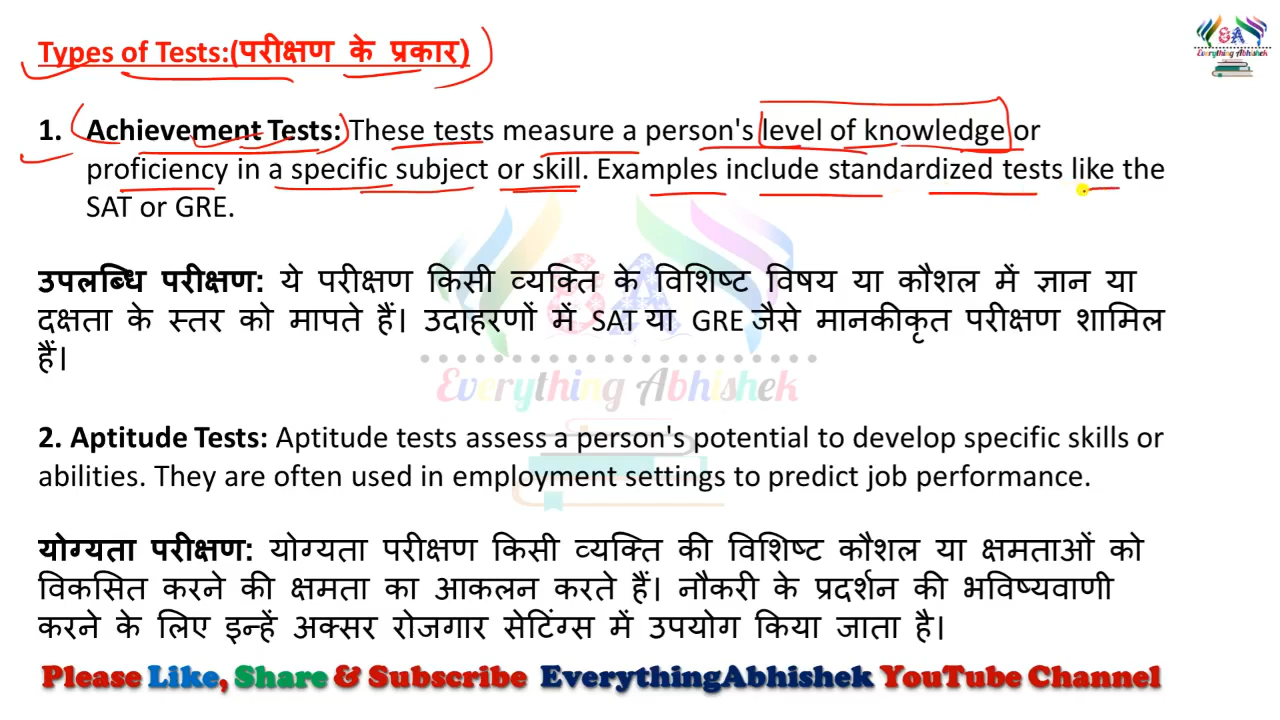 Types of Tests:(परीक्षण के प्रकार)
&A
Everything Abhishek
1. Achievement Tests: These tests measure a person's level of knowledge or
proficiency in a specific subject or skill. Examples include standardized tests like the
SAT or GRE.
उपलब्धि परीक्षण: ये परीक्षण किसी व्यक्ति के विशिष्ट विषय या कौशल में ज्ञान या
दक्षता के स्तर को मापते हैं। उदाहरणों में SAT या GRE जैसे मानकीकृत परीक्षण शामिल
हैं।
&A
Everything Abhishek
2. Aptitude Tests: Aptitude tests assess a person's potential to develop specific skills or
abilities. They are often used in employment settings to predict job performance.
योग्यता परीक्षण: योग्यता परीक्षण किसी व्यक्ति की विशिष्ट कौशल या क्षमताओं को
विकसित करने की क्षमता का आकलन करते हैं। नौकरी के प्रदर्शन की भविष्यवाणी
करने के लिए इन्हें अक्सर रोजगार सेटिंग्स में उपयोग किया जाता है।
Please Like, Share & Subscribe EverythingAbhishek YouTube Channel